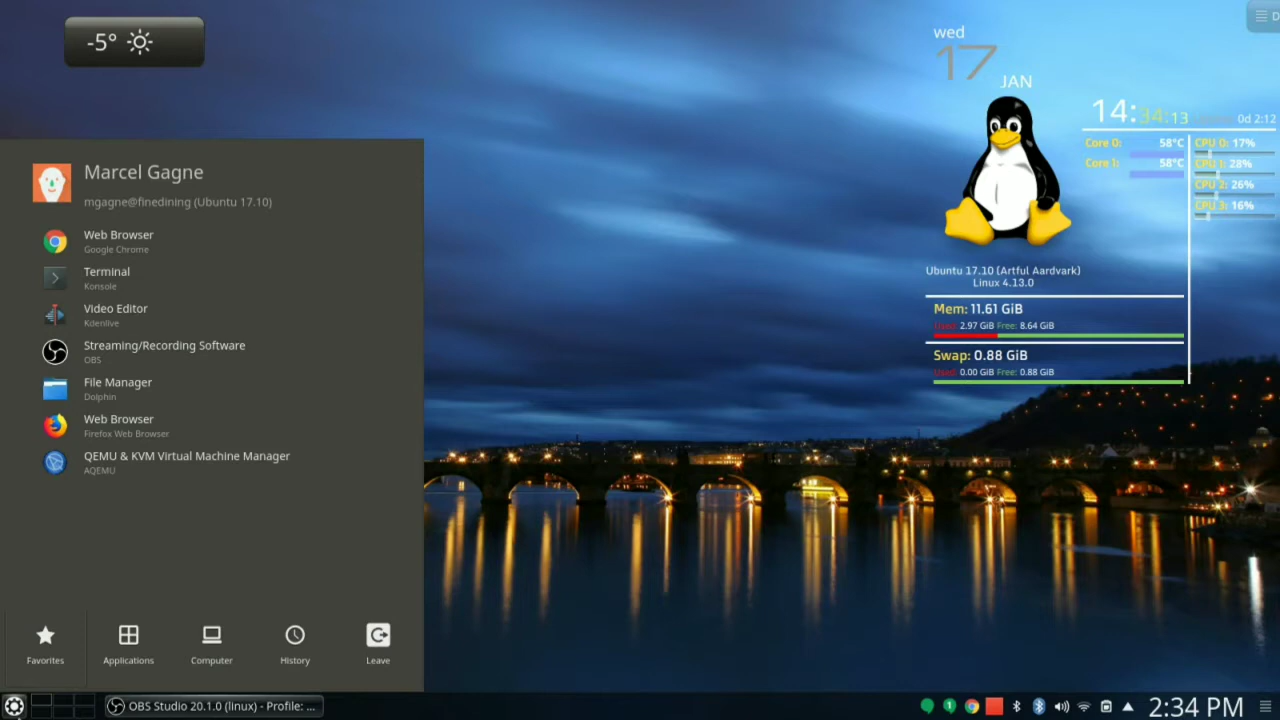 -5°
D
wed
17
JAN
14:34:13
0d 2:12
Core 0: 58°C
Core 1: 58°C
CPU 0: 17%
CPU 1: 28%
CPU 2: 26%
CPU 3: 16%
Ubuntu 17.10 (Artful Aardvark)
Linux 4.13.0
Mem: 11.61 GiB
Used: 2.97 GiB Free: 8.64 GiB
Swap: 0.88 GiB
Used: 0.00 GiB Free: 0.88 GiB
Marcel Gagne
mgagne@finedining (Ubuntu 17.10)
Web Browser
Google Chrome
Terminal
Konsole
Video Editor
Kdenlive
Streaming/Recording Software
OBS
File Manager
Dolphin
Web Browser
Firefox Web Browser
QEMU & KVM Virtual Machine Manager
AQEMU
Favorites
Applications
Computer
History
Leave
OBS Studio 20.1.0 (linux) - Profile: ...
1
2:34 PM